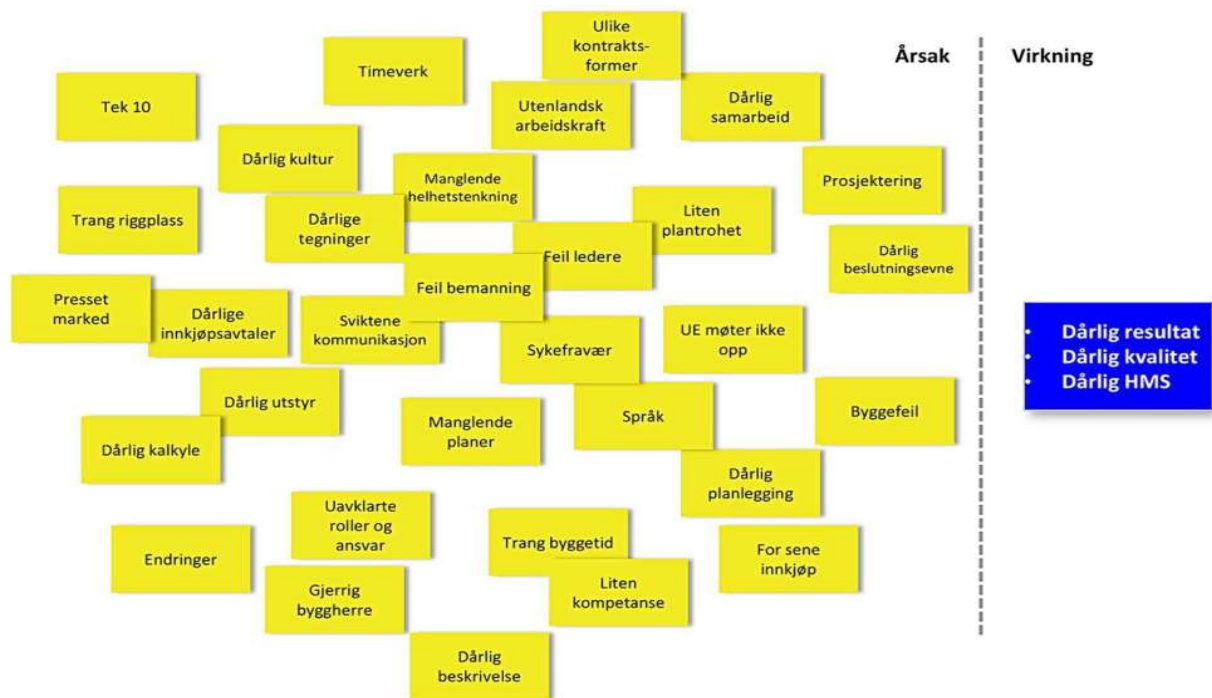 Ulike
kontrakts-
former
Årsak
Virkning
Timeverk
Tek 10
Utenlandsk
arbeidskraft
Dårlig
samarbeid
Dårlig kultur
Manglende
helhetstenkning
Prosjektering
Trang riggplass
Dårlige
tegninger
Liten
plantrohet
Feil ledere
Dårlig
beslutningsevne
Feil bemanning
Presset
marked
Dårlige
innkjøpsavtaler
Sviktene
kommunikasjon
Sykefravær
UE møter ikke
opp
• Dårlig resultat
• Dårlig kvalitet
• Dårlig HMS
Dårlig utstyr
Manglende
planer
Språk
Byggefeil
Dårlig kalkyle
Dårlig
planlegging
Uavklarte
roller og
ansvar
Trang byggetid
For sene
innkjøp
Endringer
Gjerrig
byggherre
Liten
kompetanse
Dårlig
beskrivelse